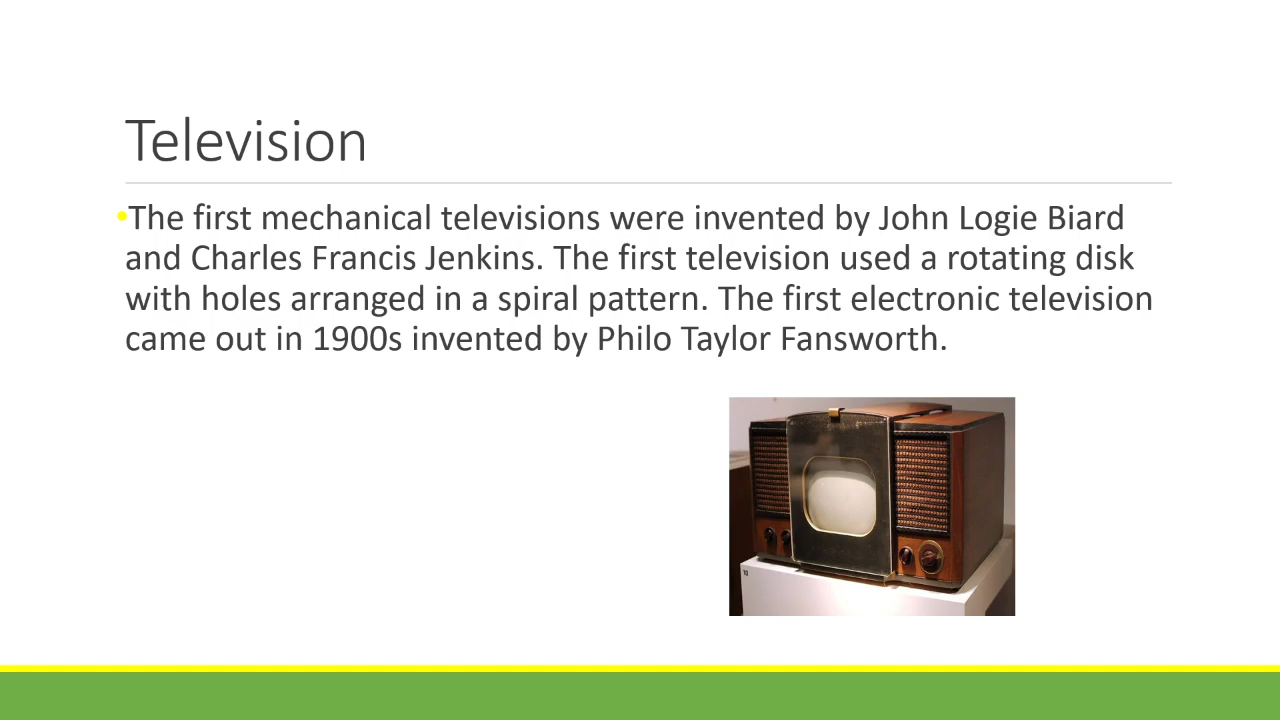 Television
•The first mechanical televisions were invented by John Logie Biard
and Charles Francis Jenkins. The first television used a rotating disk
with holes arranged in a spiral pattern. The first electronic television
came out in 1900s invented by Philo Taylor Fansworth.